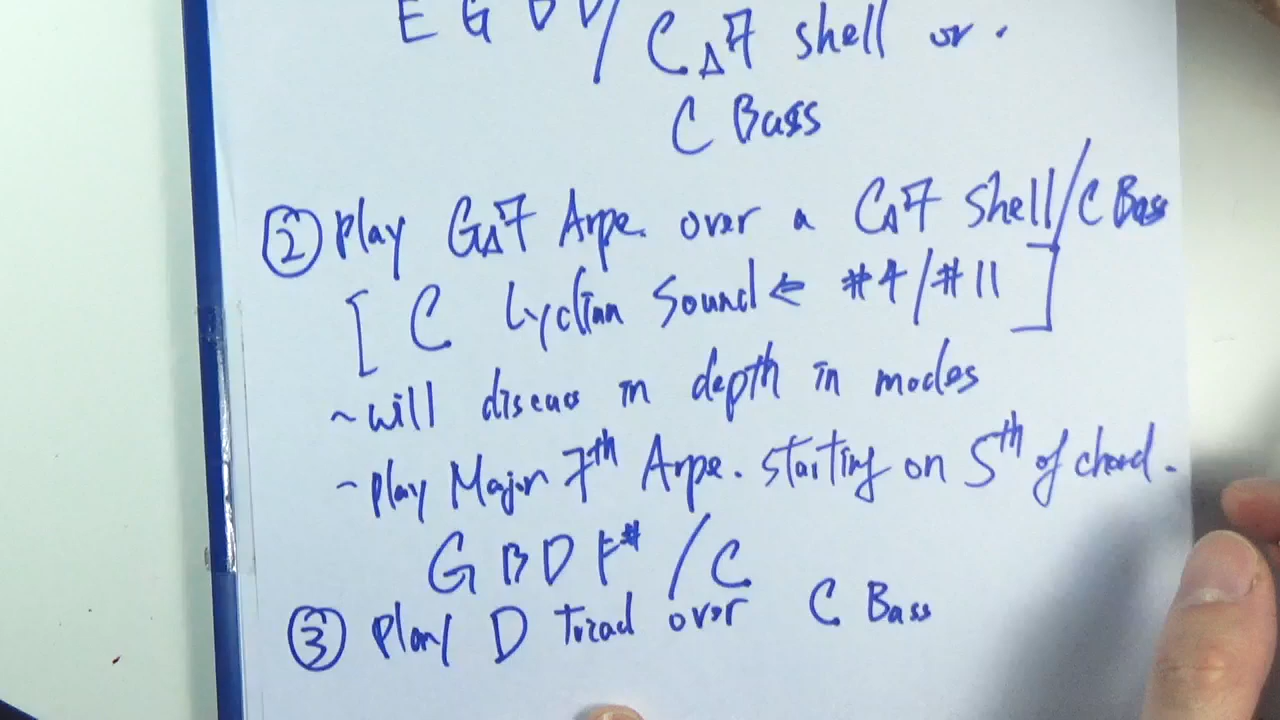 E G B D / C△7 shell or.
C Bass
② Play G△7 Arpe. over a C△7 Shell/C Bass
[ C Lydian Sound ← #4/#11 ]
~ will discuss in depth in modes
~ Play Major 7th Arpe. starting on 5th of chord.
G B D F# / C
③ Play D Triad over C Bass